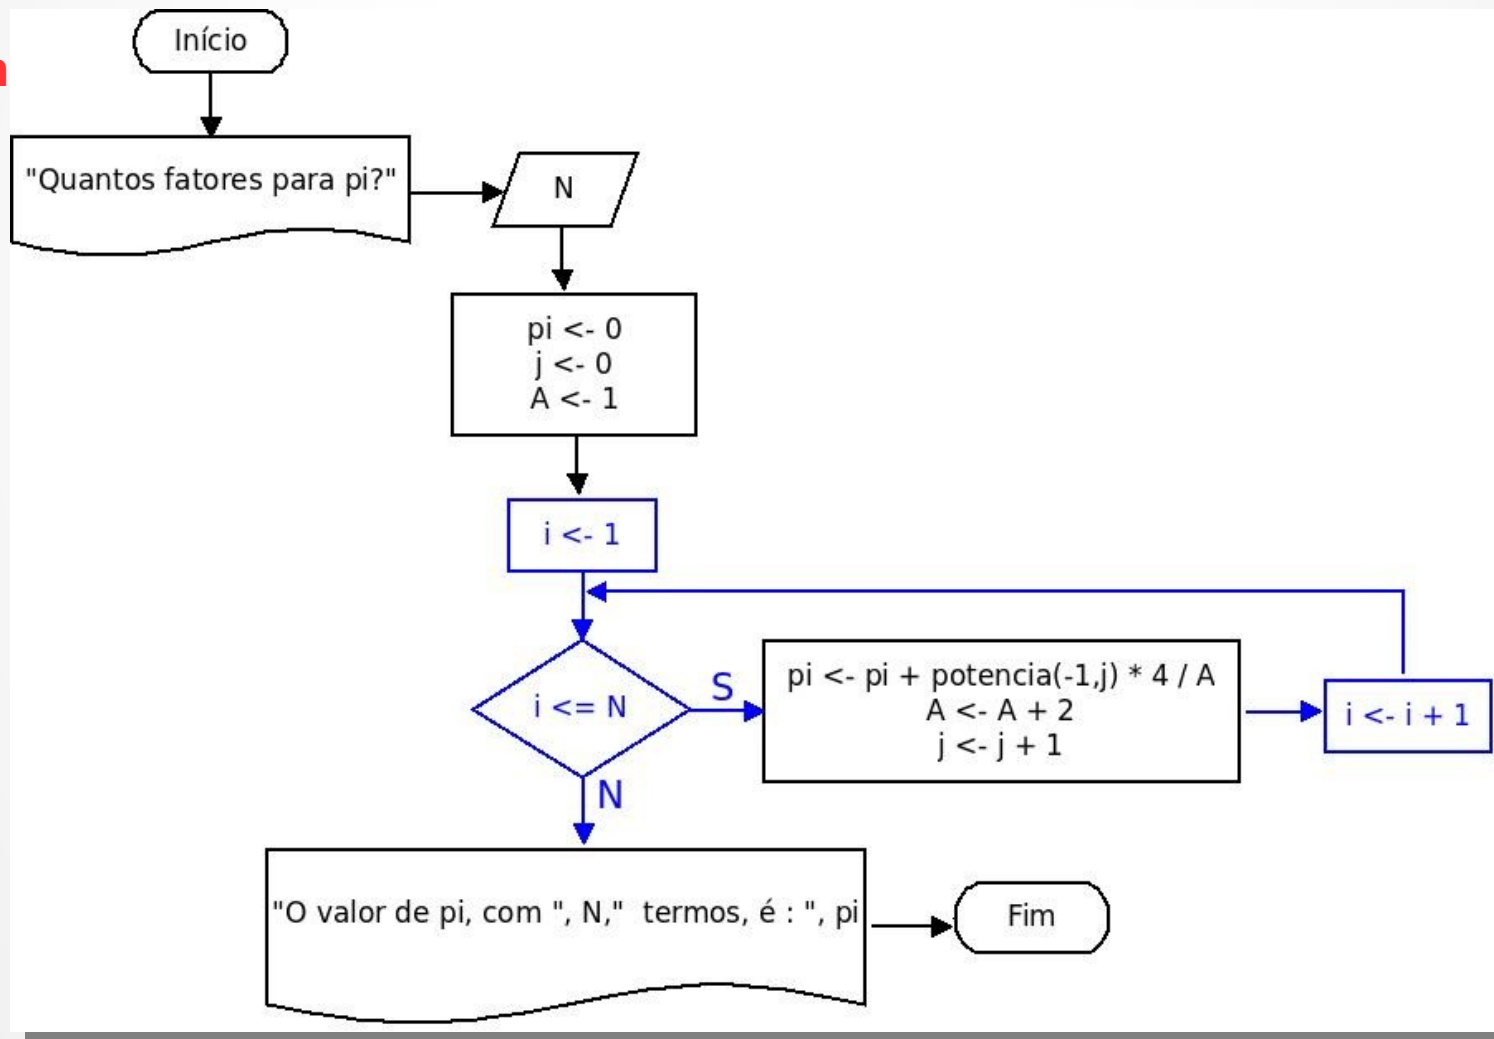 Início
"Quantos fatores para pi?"
N
pi <- 0
j <- 0
A <- 1
i <- 1
i <= N
S
pi <- pi + potencia(-1,j) * 4 / A
A <- A + 2
j <- j + 1
i <- i + 1
N
"O valor de pi, com ", N,"  termos, é : ", pi
Fim